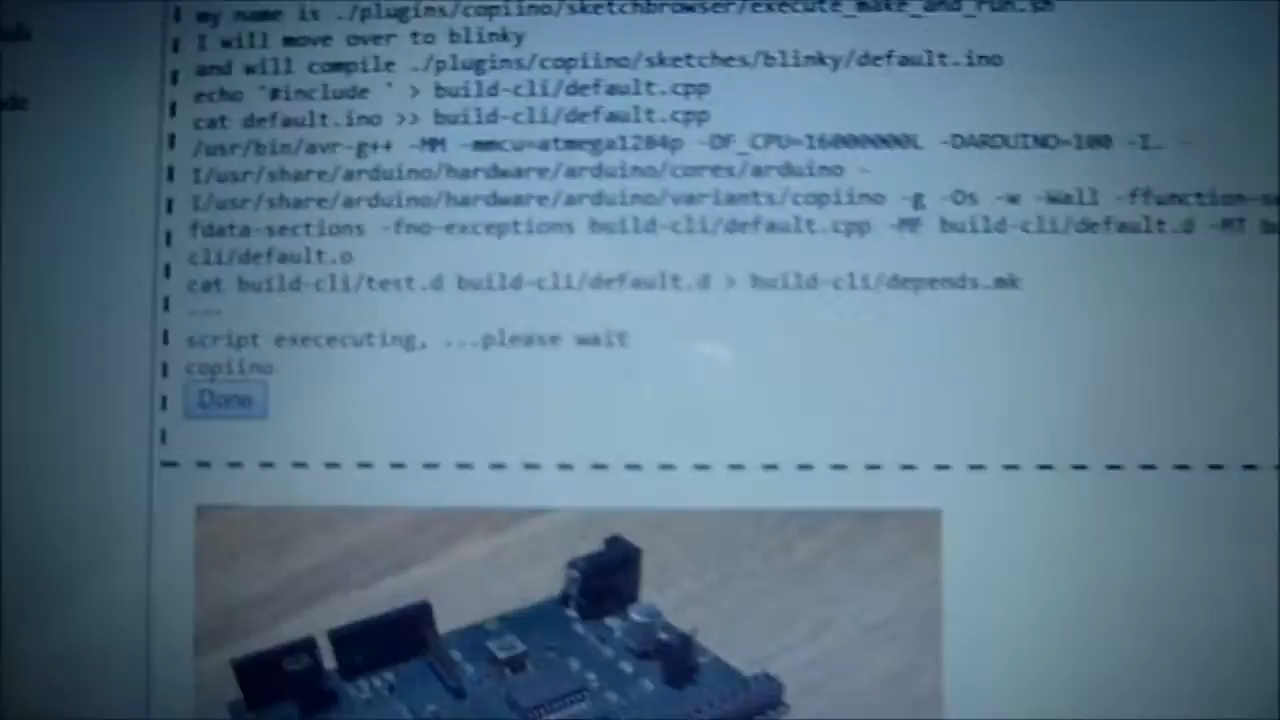 my name is ./plugins/copiino/sketchbrowser/execute_make_and_run.sh
I will move over to blinky
and will compile ./plugins/copiino/sketches/blinky/default.ino
echo '#include ' > build-cli/default.cpp
cat default.ino >> build-cli/default.cpp
/usr/bin/avr-g++ -MM -mmcu=atmega1284p -DF_CPU=16000000L -DARDUINO=100 -I. -
I/usr/share/arduino/hardware/arduino/cores/arduino -
I/usr/share/arduino/hardware/arduino/variants/copiino -g -Os -w -Wall -ffunction-se
fdata-sections -fno-exceptions build-cli/default.cpp -MF build-cli/default.d -MT b
cli/default.o
cat build-cli/test.d build-cli/default.d > build-cli/depends.mk
---
script exececuting, ...please wait
copiino
Done